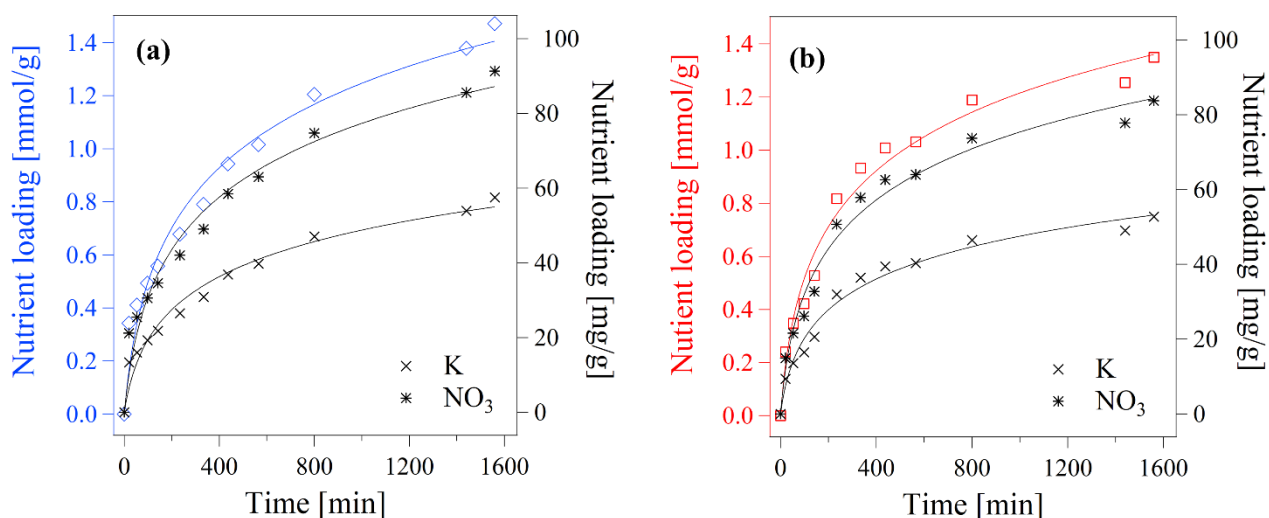 (a)
Nutrient loading [mmol/g]
1.4
1.2
1.0
0.8
0.6
0.4
0.2
0.0
100
80
60
40
20
0
Nutrient loading [mg/g]
K
NO3
0 400 800 1200 1600
Time [min]
(b)
Nutient loading [mmol/g]
1.4
1.2
1.0
0.8
0.6
0.4
0.2
0.0
100
80
60
40
20
0
Nutrient loading [mg/g]
K
NO3
0 400 800 1200 1600
Time [min]